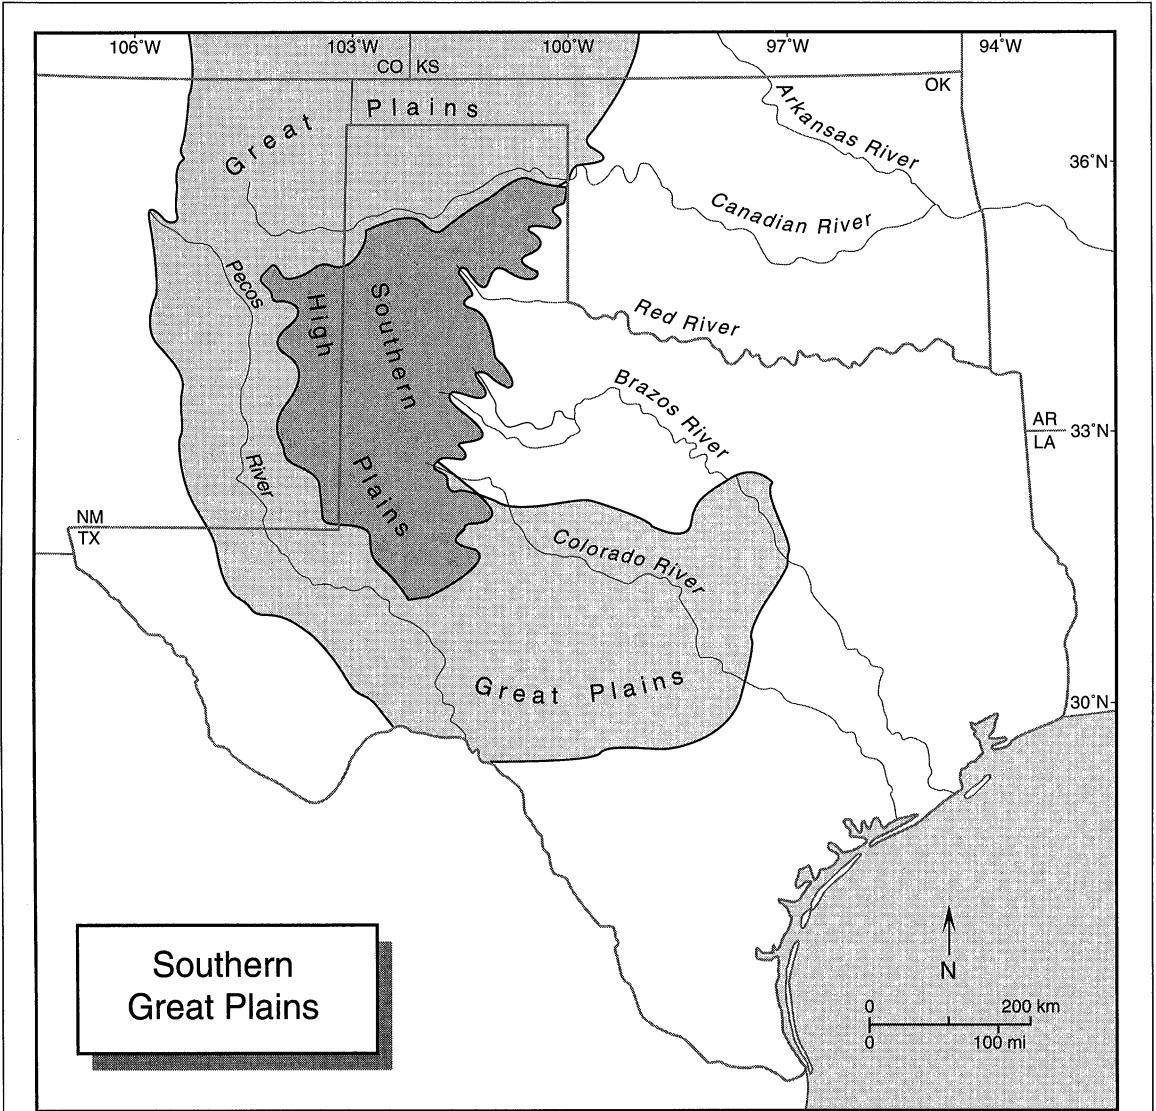 106°W 103°W 100°W 97°W 94°W
CO KS
OK
Great Plains
Arkansas River
36°N
Canadian River
Pecos
River
High
Southern
Plains
Red River
Brazos River
AR
LA
33°N
NM
TX
Colorado River
Great Plains
30°N
Southern
Great Plains
N
0 200 km
0 100 mi